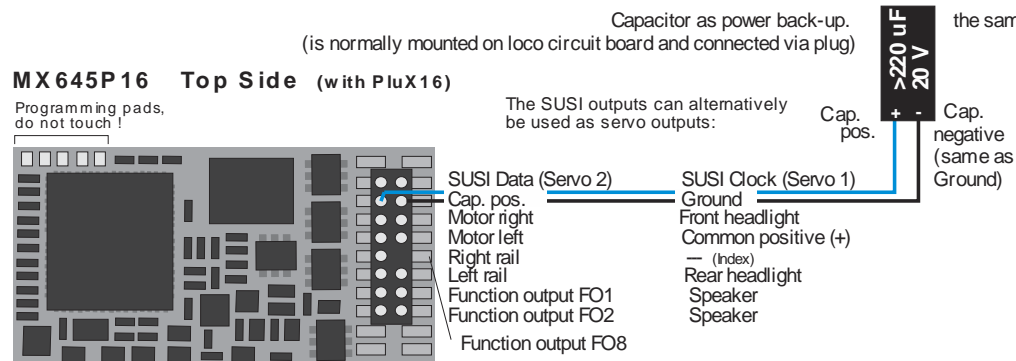 Capacitor as power back-up.
(is normally mounted on loco circuit board and connected via plug)
>220 uF
20 V
+ -
the sam
MX645P16 Top Side (with PluX16)
Programming pads,
do not touch !
The SUSI outputs can alternatively
be used as servo outputs:
Cap.
pos.
Cap.
negative
(same as
Ground)
SUSI Data (Servo 2) SUSI Clock (Servo 1)
Cap. pos. Ground
Motor right Front headlight
Motor left Common positive (+)
Right rail --- (Index)
Left rail Rear headlight
Function output FO1 Speaker
Function output FO2 Speaker
Function output FO8